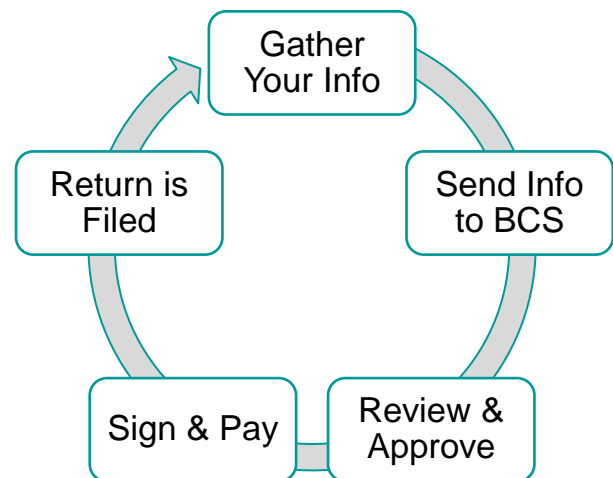 Gather
Your Info
Send Info
to BCS
Review &
Approve
Sign & Pay
Return is
Filed